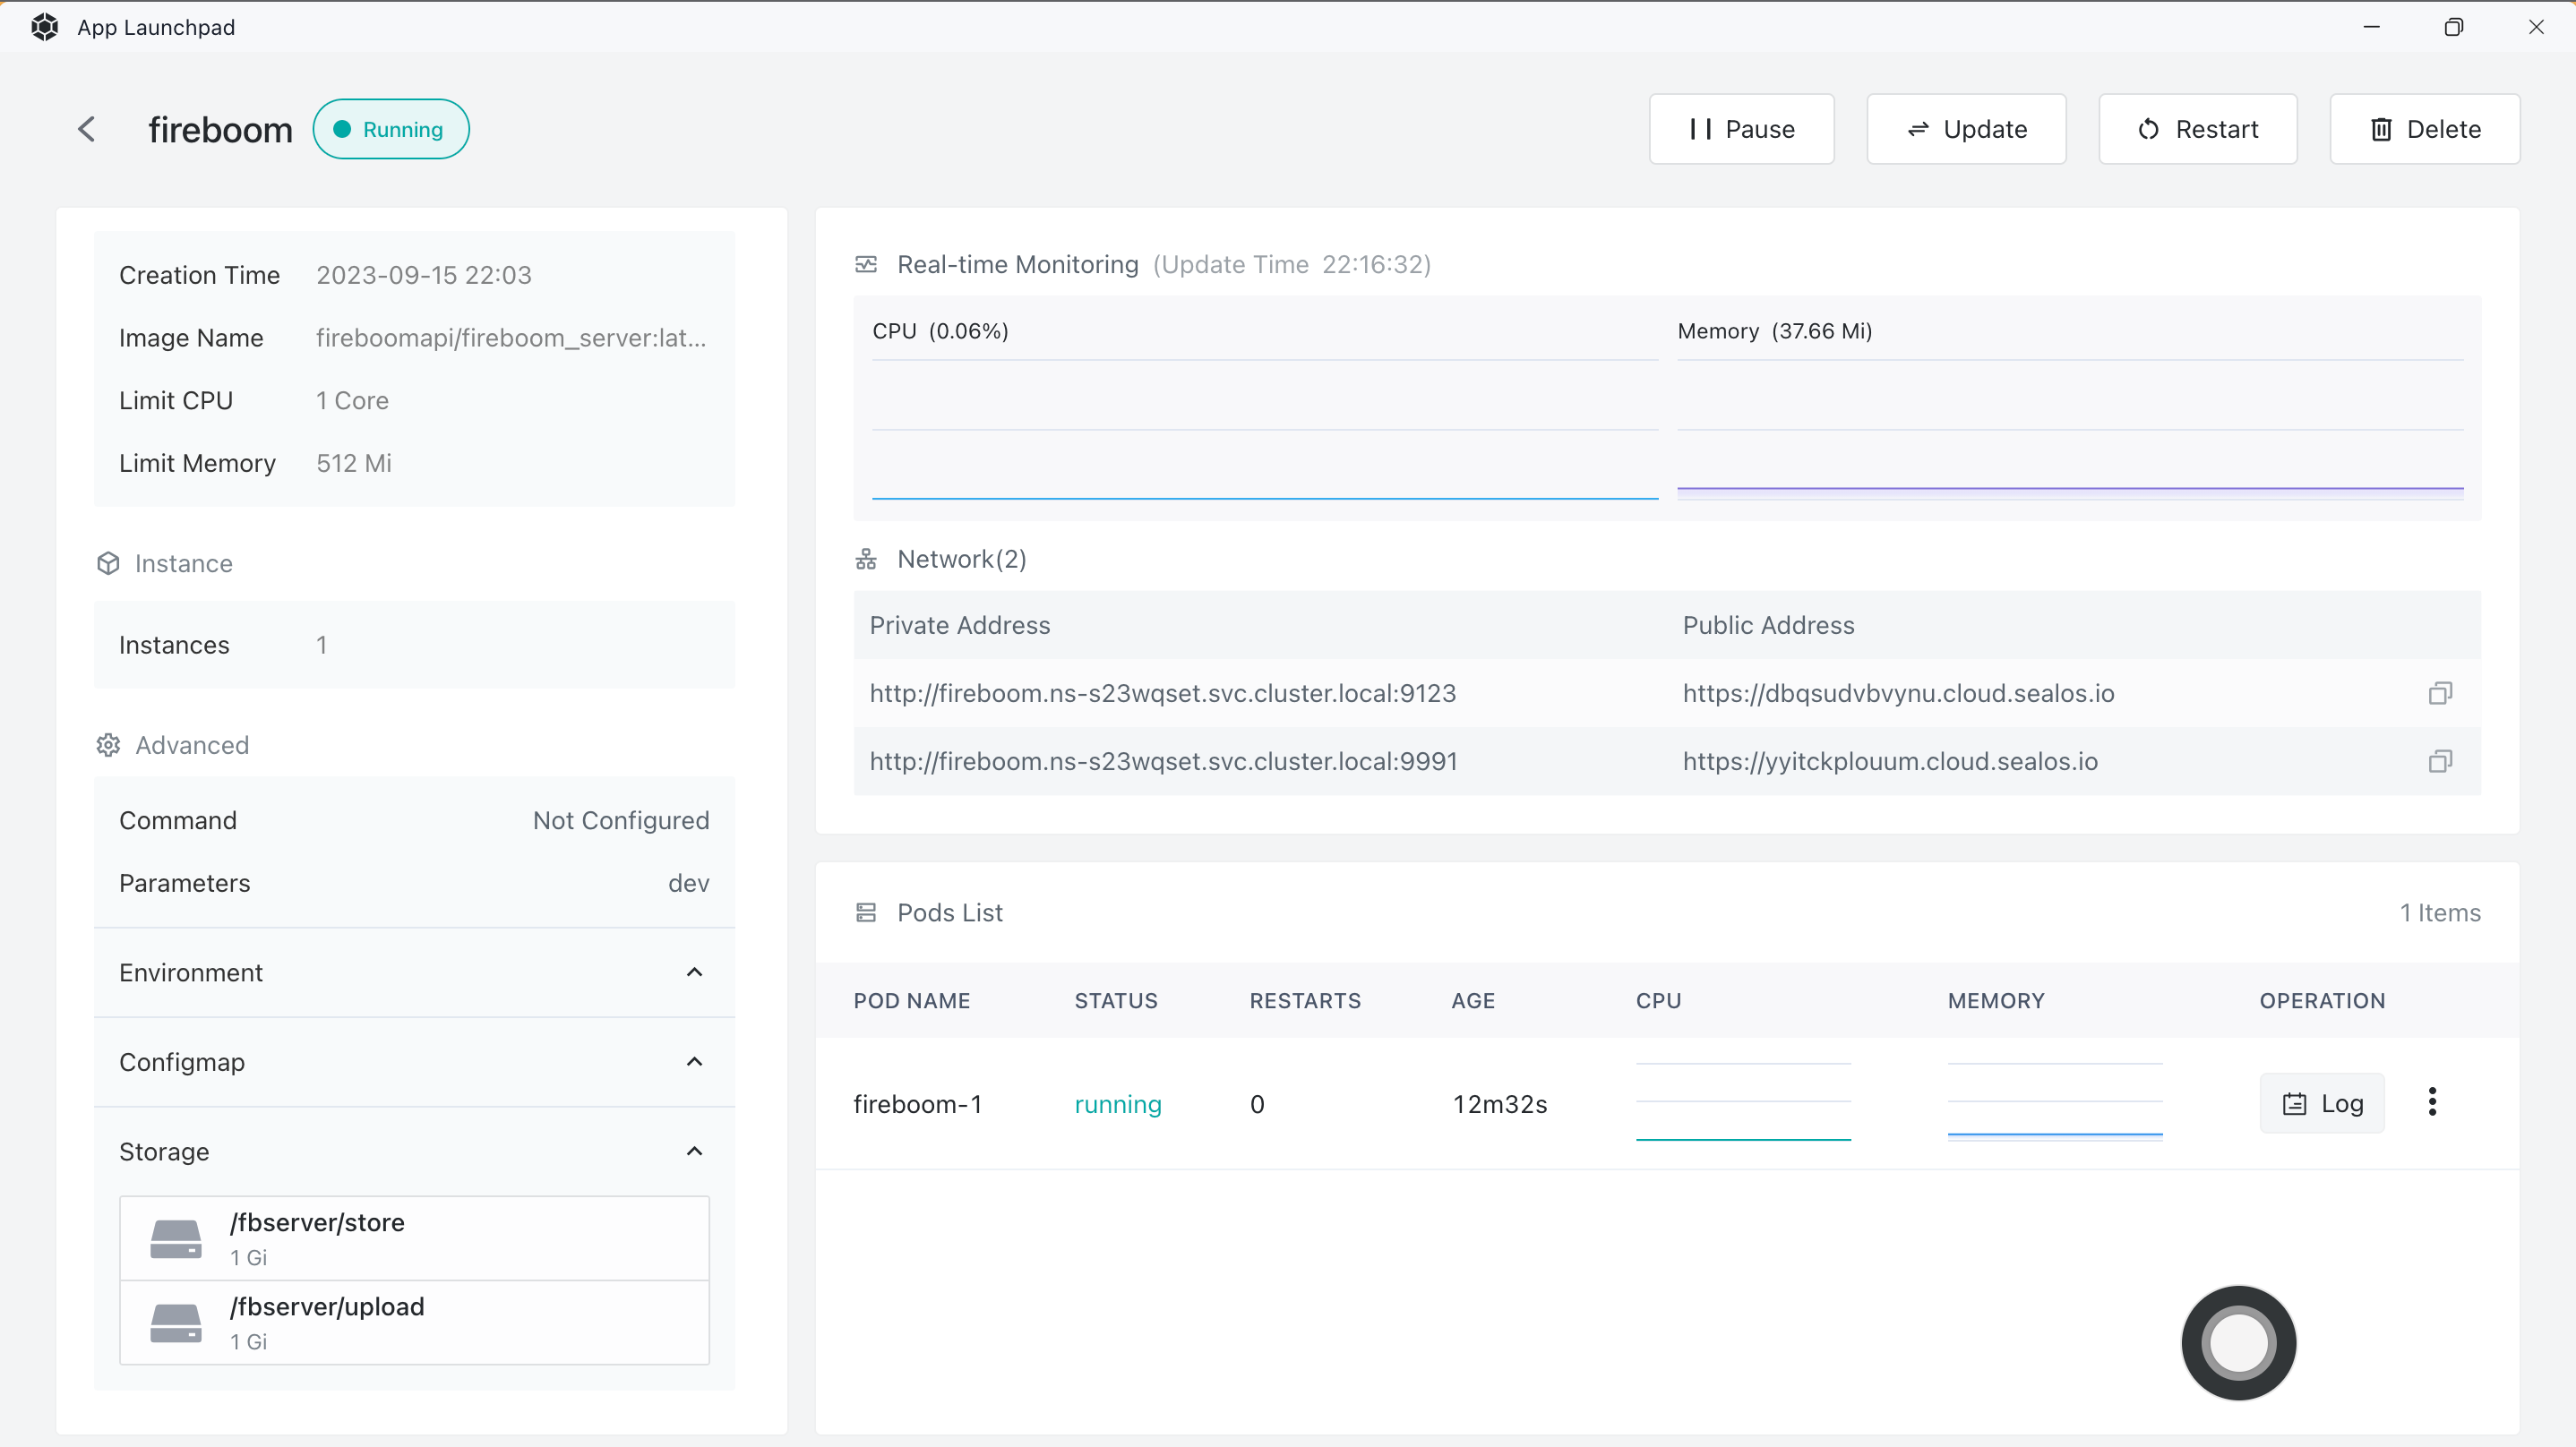 App Launchpad
fireboom
Running
Pause
Update
Restart
Delete
Creation Time 2023-09-15 22:03
Image Name fireboomapi/fireboom_server:lat...
Limit CPU 1 Core
Limit Memory 512 Mi
Instance
Instances 1
Advanced
Command Not Configured
Parameters dev
Environment
Configmap
Storage
/fbserver/store
1 Gi
/fbserver/upload
1 Gi
Real-time Monitoring (Update Time 22:16:32)
CPU (0.06%)
Memory (37.66 Mi)
Network(2)
Private Address Public Address
http://fireboom.ns-s23wqset.svc.cluster.local:9123 https://dbqsudvbvynu.cloud.sealos.io
http://fireboom.ns-s23wqset.svc.cluster.local:9991 https://yyitckplouum.cloud.sealos.io
Pods List 1 Items
POD NAME STATUS RESTARTS AGE CPU MEMORY OPERATION
fireboom-1 running 0 12m32s Log